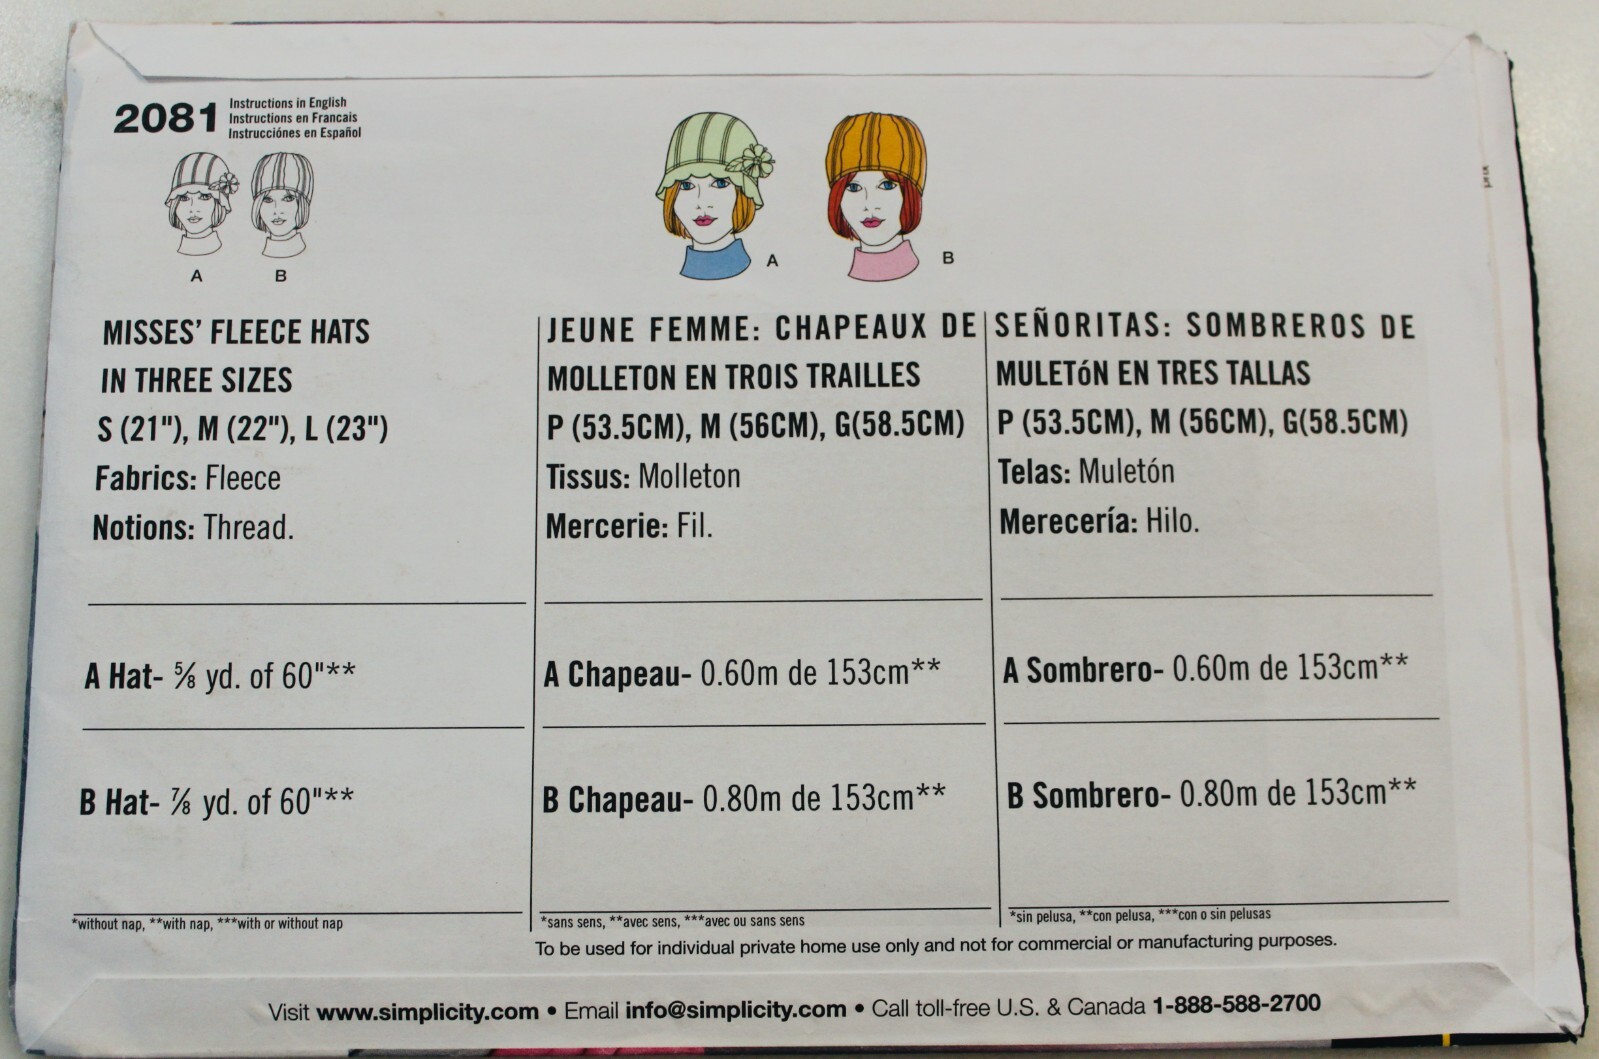 2081
Instructions in English
Instructions en Francais
Instrucciónes en Español
A B
A
B
MISSES' FLEECE HATS
IN THREE SIZES
S (21"), M (22"), L (23")
Fabrics: Fleece
Notions: Thread.
A Hat- ⅝ yd. of 60"**
B Hat- ⅞ yd. of 60"**
*without nap, **with nap, ***with or without nap
JEUNE FEMME: CHAPEAUX DE
MOLLETON EN TROIS TRAILLES
P (53.5CM), M (56CM), G(58.5CM)
Tissus: Molleton
Mercerie: Fil.
A Chapeau- 0.60m de 153cm**
B Chapeau- 0.80m de 153cm**
*sans sens, **avec sens, ***avec ou sans sens
SEÑORITAS: SOMBREROS DE
MULETóN EN TRES TALLAS
P (53.5CM), M (56CM), G(58.5CM)
Telas: Muletón
Merecería: Hilo.
A Sombrero- 0.60m de 153cm**
B Sombrero- 0.80m de 153cm**
*sin pelusa, **con pelusa, ***con o sin pelusas
To be used for individual private home use only and not for commercial or manufacturing purposes.
Visit www.simplicity.com • Email info@simplicity.com • Call toll-free U.S. & Canada 1-888-588-2700